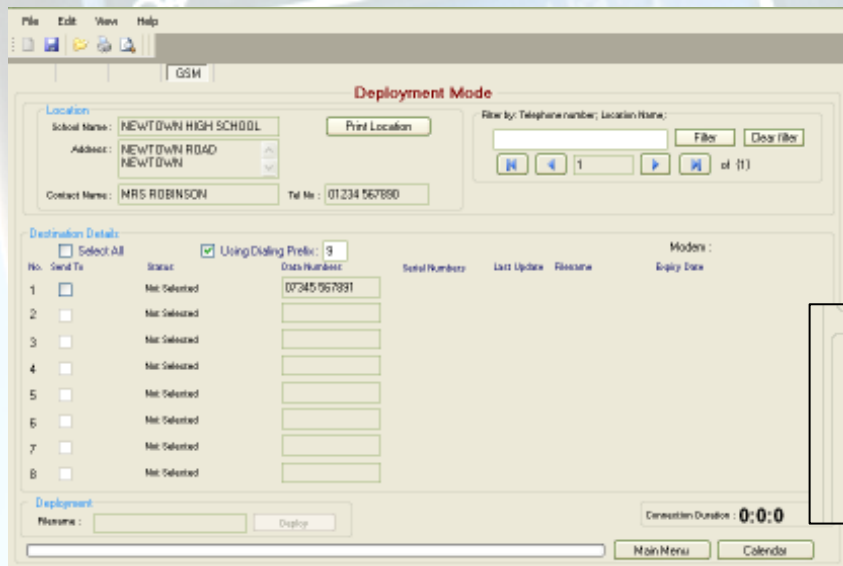 File Edit View Help
GSM
Deployment Mode
Location
School Name : NEWTOWN HIGH SCHOOL
Print Location
Address : NEWTOWN ROAD
NEWTOWN
Contact Name : MRS ROBINSON
Tel No : 01234 567890
Filter by: Telephone number; Location Name;
Filter Clear filter
1 of {1}
Destination Details
Select All Using Dialing Prefix: 9 Modem :
No. Send To Status Data Numbers Serial Numbers Last Update Filename Expiry Date
1 Not Selected 07345 567891
2 Not Selected
3 Not Selected
4 Not Selected
5 Not Selected
6 Not Selected
7 Not Selected
8 Not Selected
Deployment
Filename : Deploy
Connection Duration : 0:0:0
Main Menu Calendar